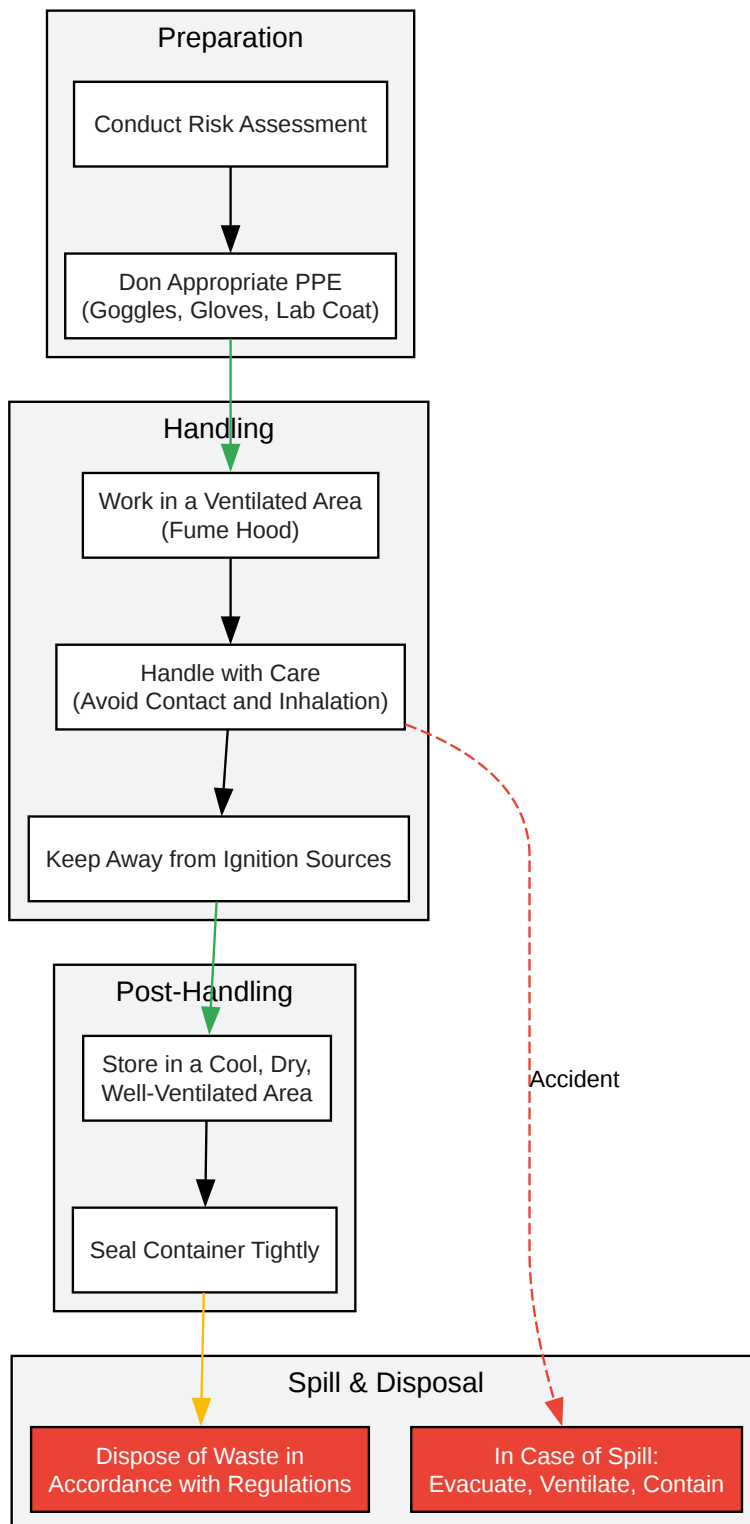 Preparation
Conduct Risk Assessment
Don Appropriate PPE
(Goggles, Gloves, Lab Coat)
Handling
Work in a Ventilated Area
(Fume Hood)
Handle with Care
(Avoid Contact and Inhalation)
Keep Away from Ignition Sources
Post-Handling
Store in a Cool, Dry,
Well-Ventilated Area
Accident
Seal Container Tightly
Spill & Disposal
Dispose of Waste in
Accordance with Regulations
In Case of Spill:
Evacuate, Ventilate, Contain